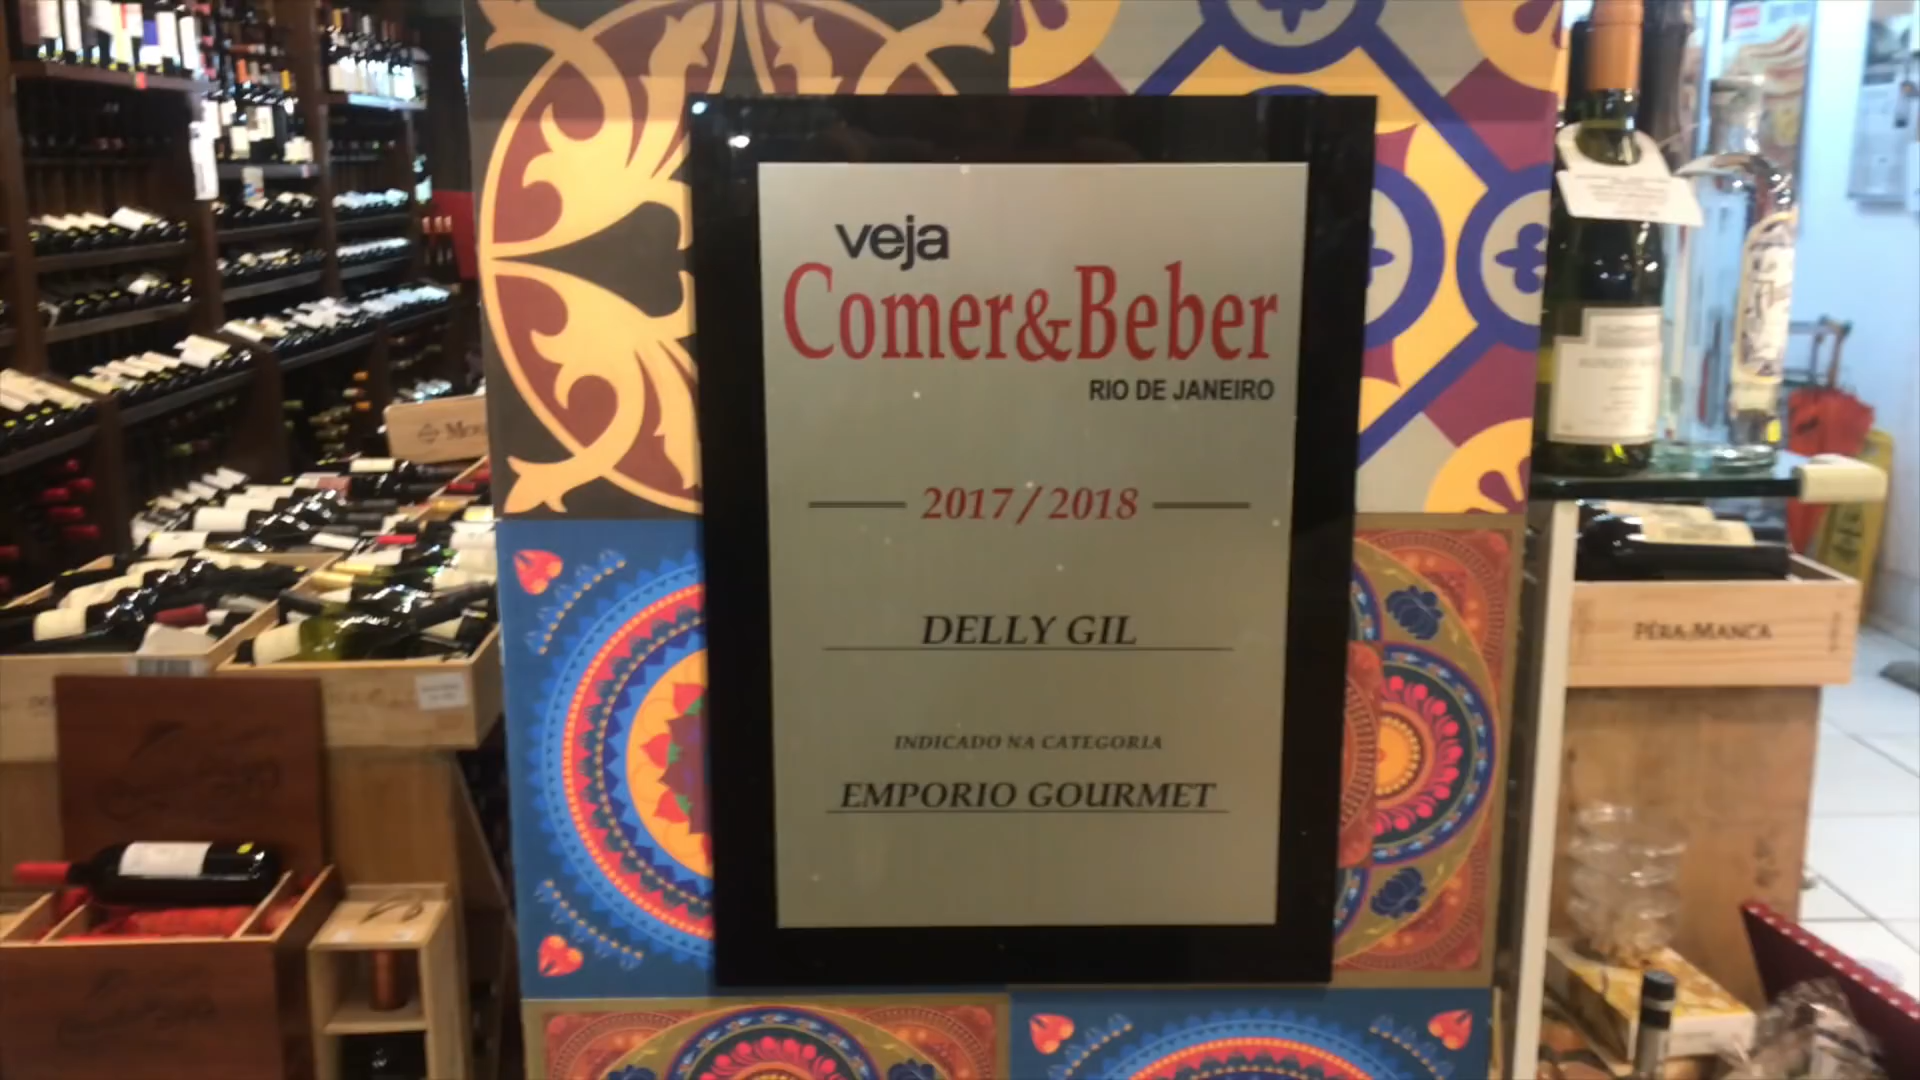 veja
Comer&Beber
RIO DE JANEIRO
2017/2018
DELLY GIL
INDICADO NA CATEGORIA
EMPORIO GOURMET
PÊRA-MANCA